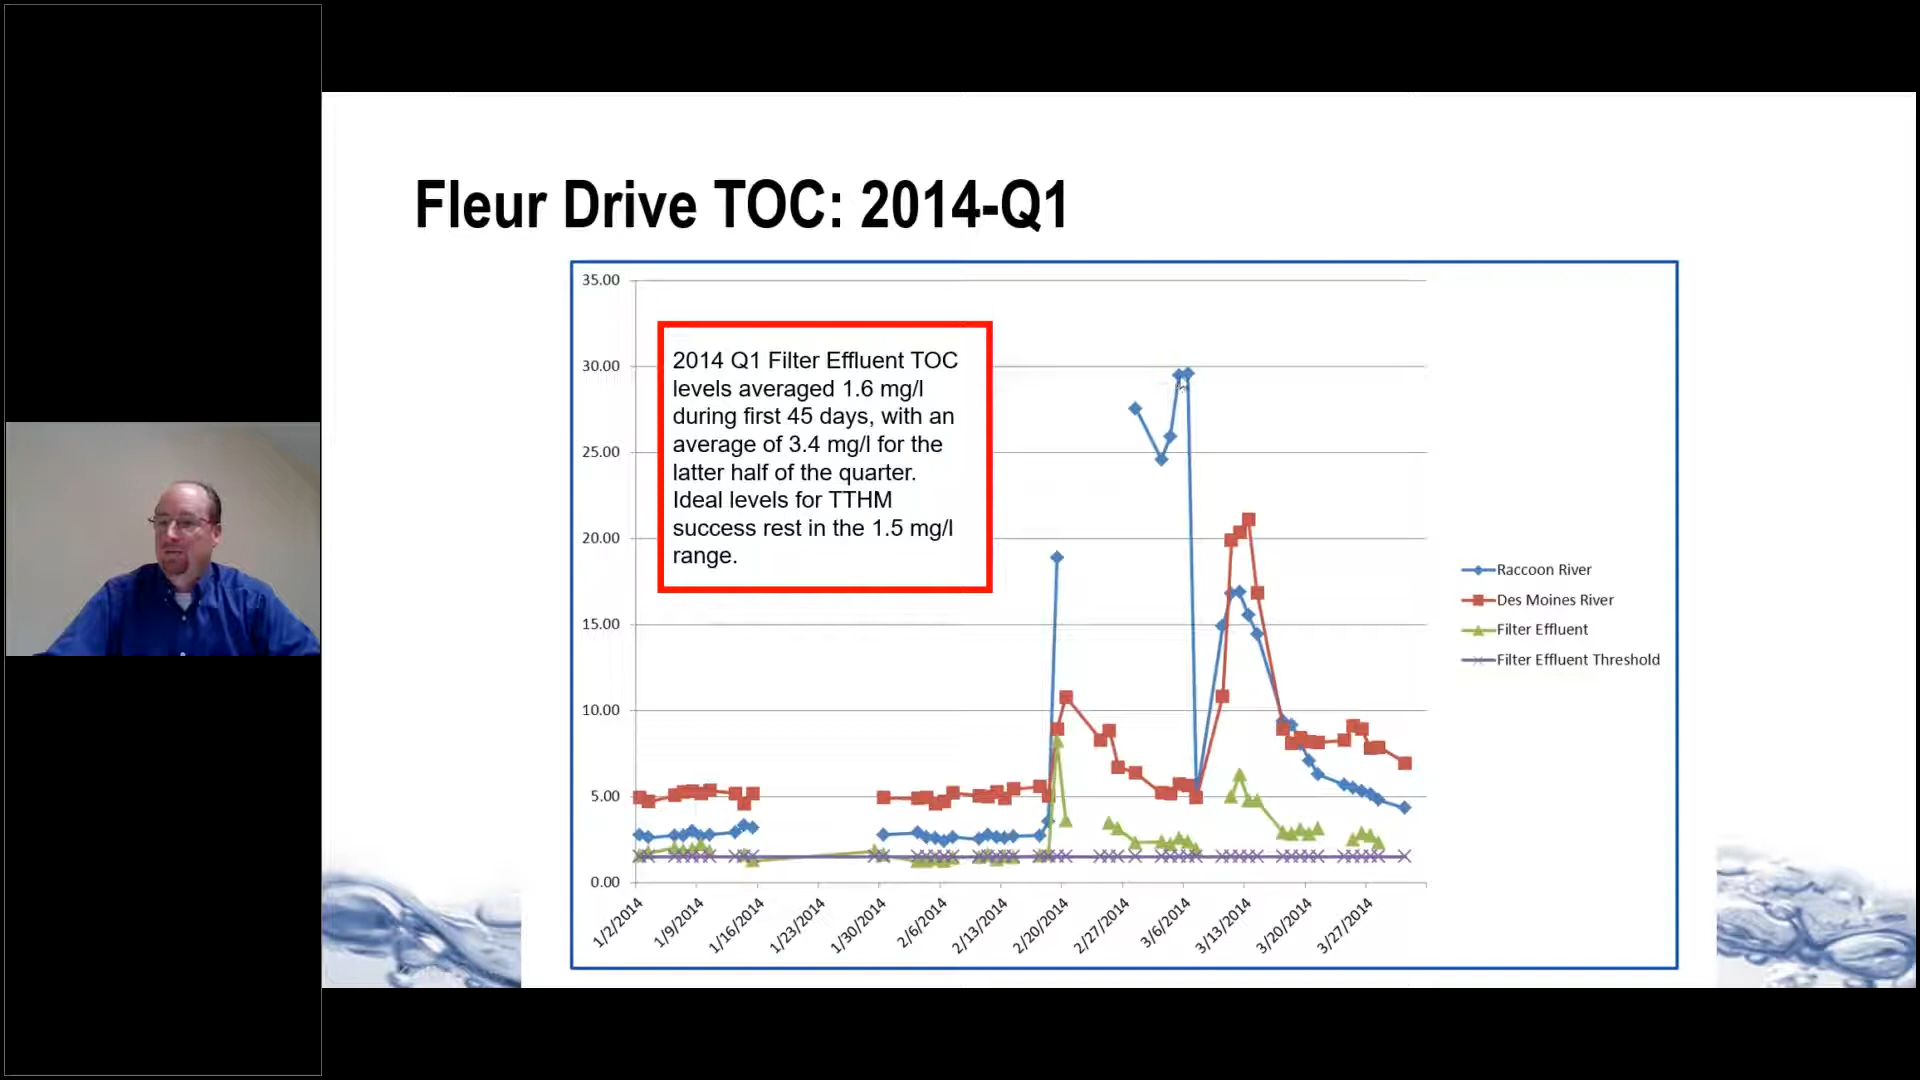 Fleur Drive TOC: 2014-Q1
35.00
30.00
25.00
20.00
15.00
10.00
5.00
0.00
2014 Q1 Filter Effluent TOC
levels averaged 1.6 mg/l
during first 45 days, with an
average of 3.4 mg/l for the
latter half of the quarter.
Ideal levels for TTHM
success rest in the 1.5 mg/l
range.
Raccoon River
Des Moines River
Filter Effluent
Filter Effluent Threshold
1/2/2014
1/9/2014
1/16/2014
1/23/2014
1/30/2014
2/6/2014
2/13/2014
2/20/2014
2/27/2014
3/6/2014
3/13/2014
3/20/2014
3/27/2014